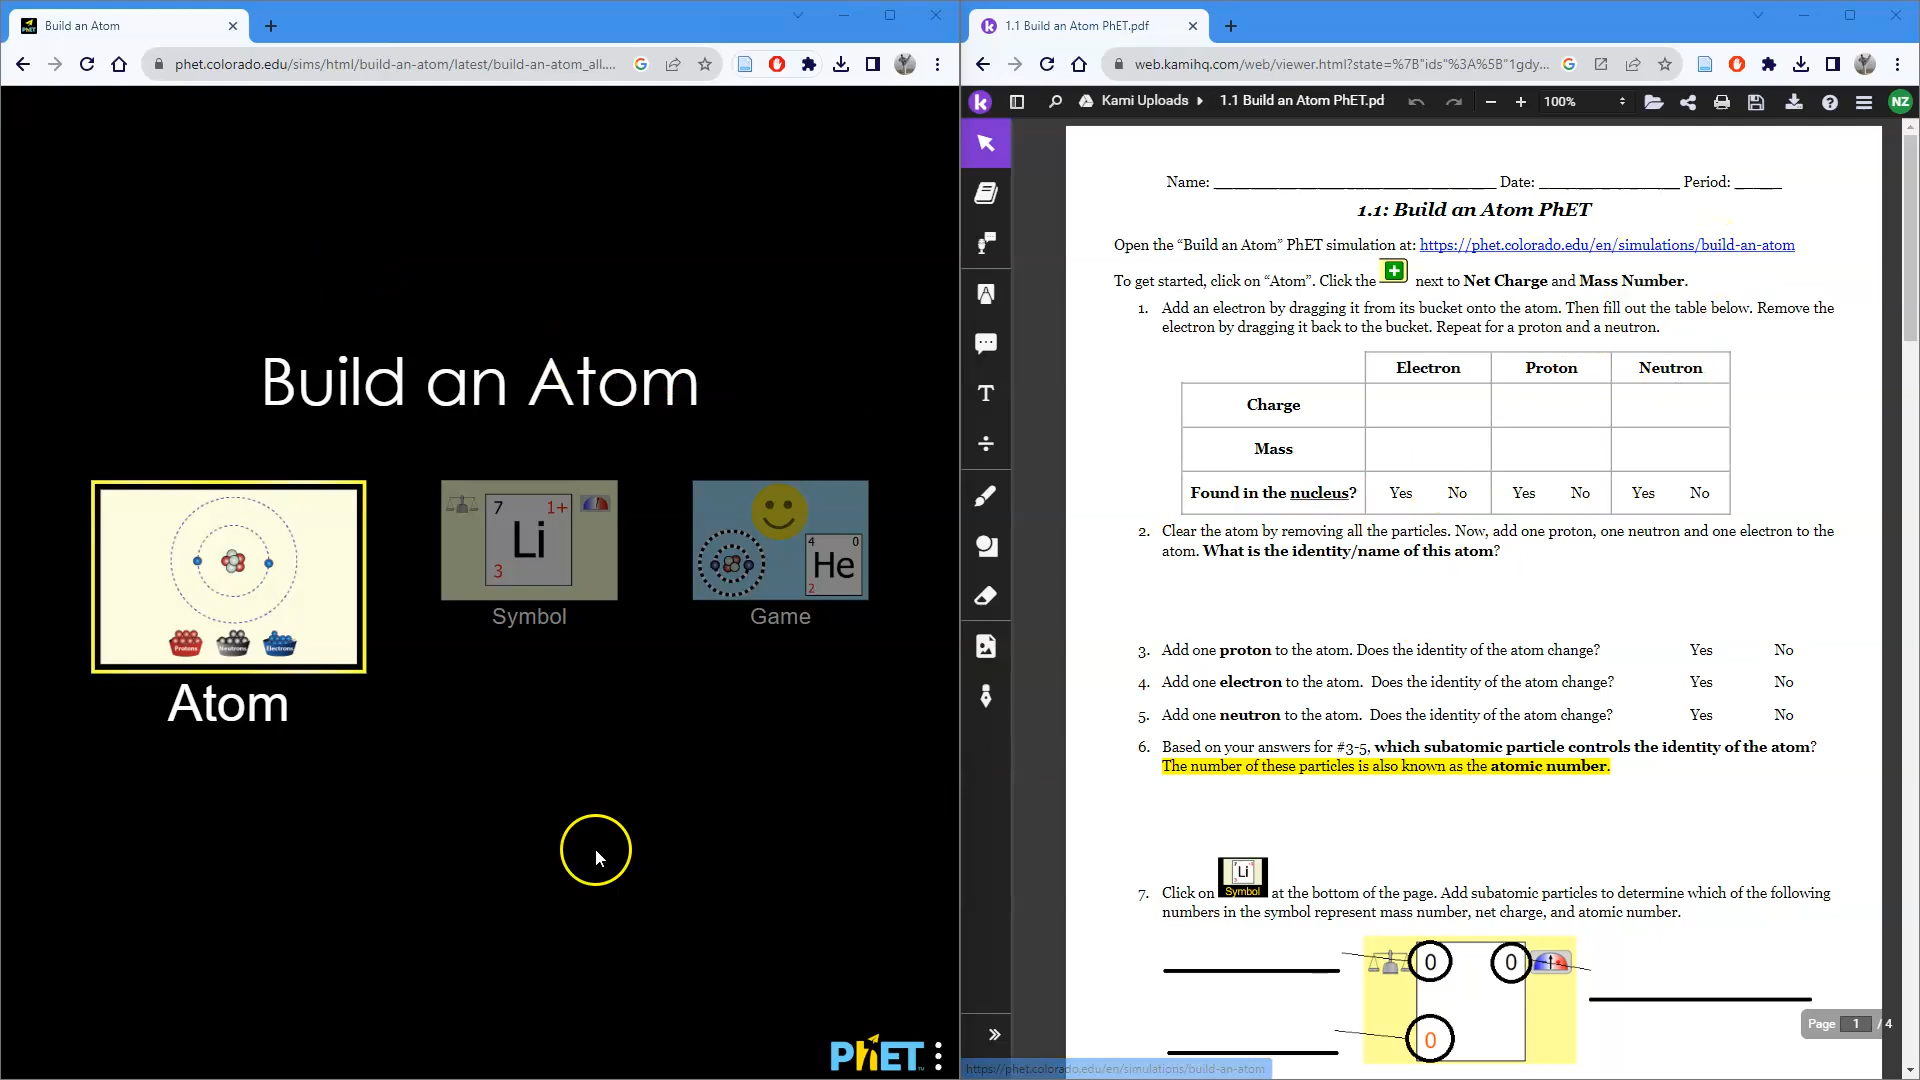 Build an Atom
phet.colorado.edu/sims/html/build-an-atom/latest/build-an-atom_all....
Build an Atom
Protons
Neutrons
Electrons
Atom
7 1+
Li
3
Symbol
4 0
He
2
Game
PhET
1.1 Build an Atom PhET.pdf
web.kamihq.com/web/viewer.html?state=%7B"ids"%3A%5B"1gdy...
k Kami Uploads 1.1 Build an Atom PhET.pd 100% NZ
Name: ______________________________ Date: _______________ Period: _____
1.1: Build an Atom PhET
Open the “Build an Atom” PhET simulation at: https://phet.colorado.edu/en/simulations/build-an-atom
To get started, click on “Atom”. Click the + next to Net Charge and Mass Number.
1. Add an electron by dragging it from its bucket onto the atom. Then fill out the table below. Remove the
electron by dragging it back to the bucket. Repeat for a proton and a neutron.
Electron Proton Neutron
Charge
Mass
Found in the nucleus? Yes No Yes No Yes No
2. Clear the atom by removing all the particles. Now, add one proton, one neutron and one electron to the
atom. What is the identity/name of this atom?
3. Add one proton to the atom. Does the identity of the atom change? Yes No
4. Add one electron to the atom. Does the identity of the atom change? Yes No
5. Add one neutron to the atom. Does the identity of the atom change? Yes No
6. Based on your answers for #3-5, which subatomic particle controls the identity of the atom?
The number of these particles is also known as the atomic number.
Li
Symbol
7. Click on at the bottom of the page. Add subatomic particles to determine which of the following
numbers in the symbol represent mass number, net charge, and atomic number.
0 0
0
Page 1 / 4
https://phet.colorado.edu/en/simulations/build-an-atom